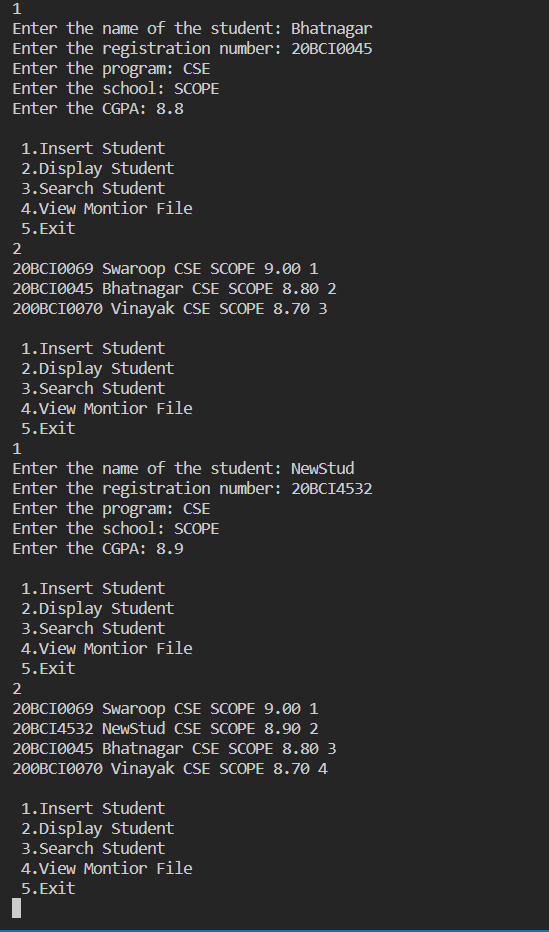 1
Enter the name of the student: Bhatnagar
Enter the registration number: 20BCI0045
Enter the program: CSE
Enter the school: SCOPE
Enter the CGPA: 8.8
1.Insert Student
2.Display Student
3.Search Student
4.View Montior File
5.Exit
2
20BCI0069 Swaroop CSE SCOPE 9.00 1
20BCI0045 Bhatnagar CSE SCOPE 8.80 2
200BCI0070 Vinayak CSE SCOPE 8.70 3
1.Insert Student
2.Display Student
3.Search Student
4.View Montior File
5.Exit
1
Enter the name of the student: NewStud
Enter the registration number: 20BCI4532
Enter the program: CSE
Enter the school: SCOPE
Enter the CGPA: 8.9
1.Insert Student
2.Display Student
3.Search Student
4.View Montior File
5.Exit
2
20BCI0069 Swaroop CSE SCOPE 9.00 1
20BCI4532 NewStud CSE SCOPE 8.90 2
20BCI0045 Bhatnagar CSE SCOPE 8.80 3
200BCI0070 Vinayak CSE SCOPE 8.70 4
1.Insert Student
2.Display Student
3.Search Student
4.View Montior File
5.Exit